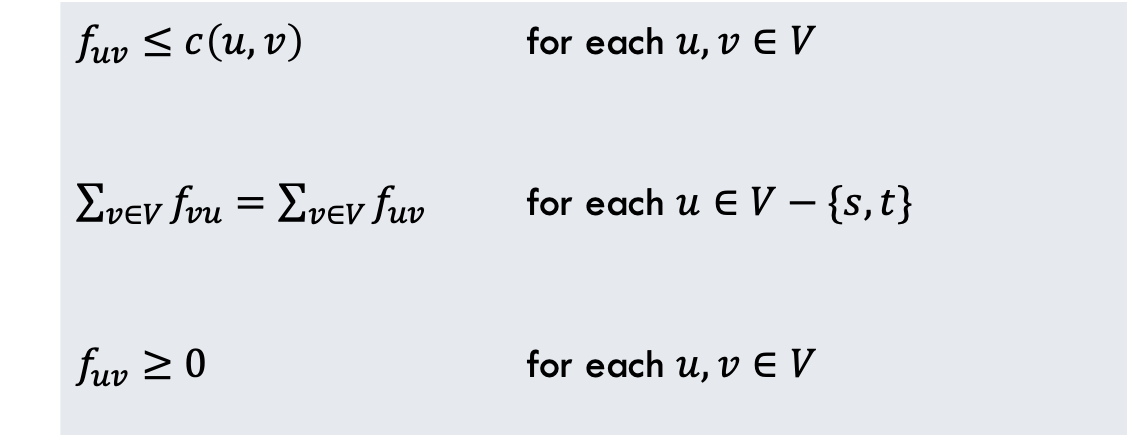 f_{uv} ≤ c(u, v) for each u, v ∈ V
∑_{v∈V} f_{vu} = ∑_{v∈V} f_{uv} for each u ∈ V − {s, t}
f_{uv} ≥ 0 for each u, v ∈ V